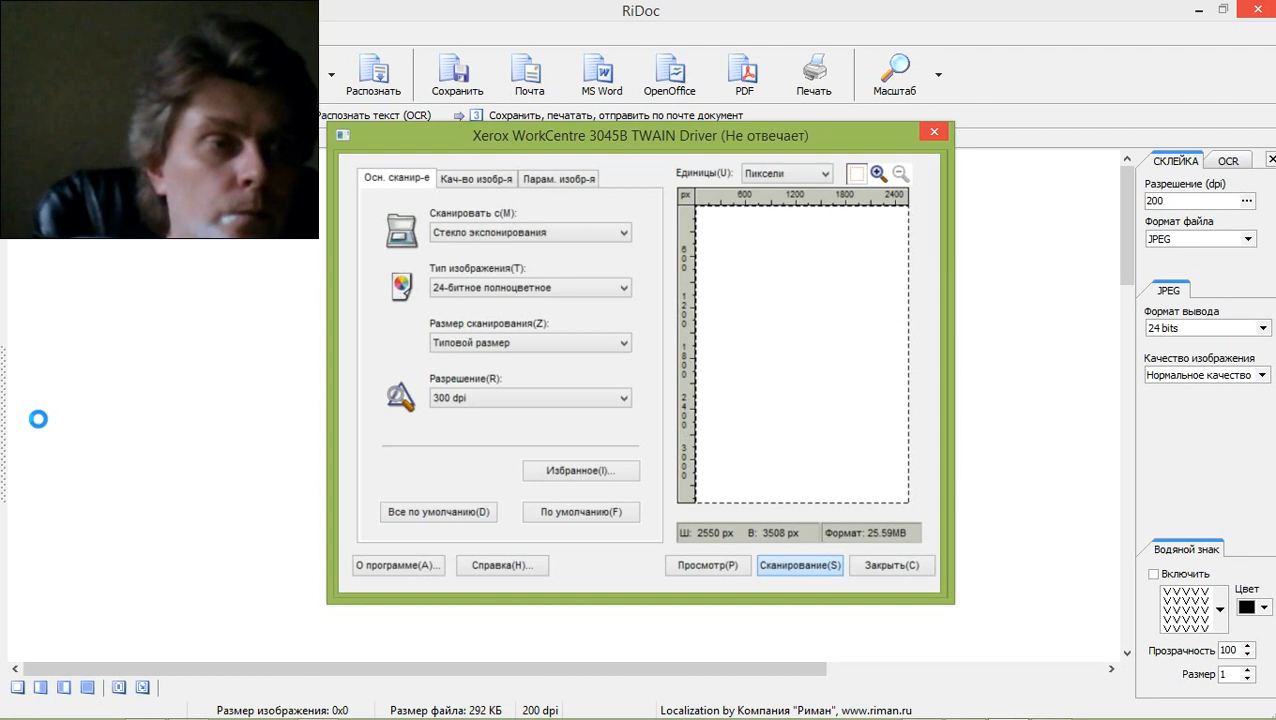 RiDoc
Распознать
Сохранить
Почта
MS Word
OpenOffice
PDF
Печать
Масштаб
Распознать текст (OCR)
3 Сохранить, печатать, отправить по почте документ
Xerox WorkCentre 3045B TWAIN Driver (Не отвечает)
Осн. сканир-е
Кач-во изобр-я
Парам. изобр-я
Сканировать с(M):
Стекло экспонирования
Тип изображения(T):
24-битное полноцветное
Размер сканирования(Z):
Типовой размер
Разрешение(R):
300 dpi
Избранное(I)...
Все по умолчанию(D)
По умолчанию(F)
Единицы(U):
Пиксели
px
600 1200 1800 2400
600
1200
1800
2400
3000
Ш: 2550 px В: 3508 px
Формат: 25.59MB
О программе(A)...
Справка(H)...
Просмотр(P)
Сканирование(S)
Закрыть(C)
СКЛЕЙКА
OCR
Разрешение (dpi)
200
Формат файла
JPEG
JPEG
Формат вывода
24 bits
Качество изображения
Нормальное качество
Водяной знак
Включить
Цвет
Прозрачность 100
Размер 1
Размер изображения: 0x0
Размер файла: 292 КБ
200 dpi
Localization by Компания "Риман", www.riman.ru